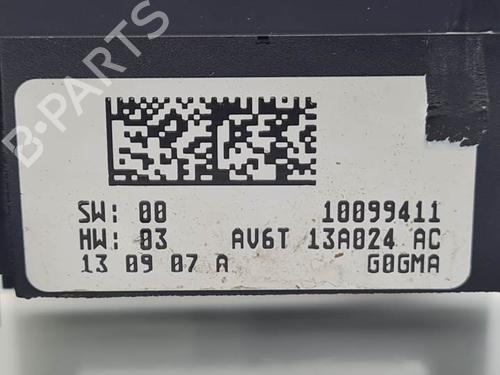 B-PARTS
SW: 00 10099411
HW: 03 AV6T 13A024 AC
13 09 07 A G0GMA